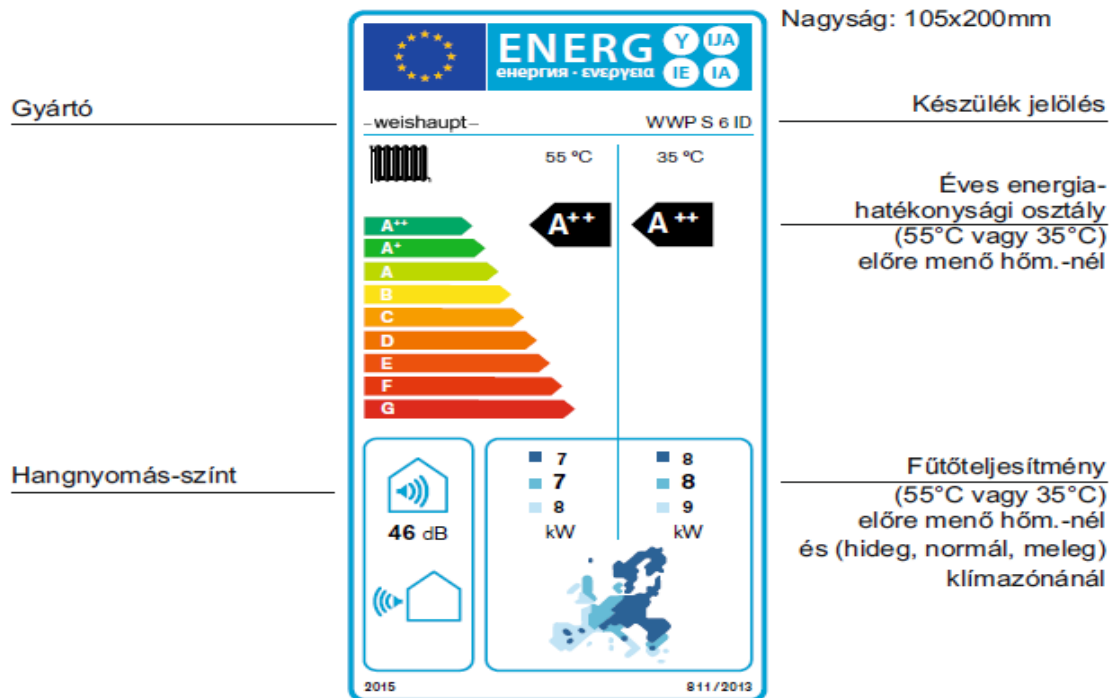 Nagyság: 105x200mm
ENERG Y IJA
енергия · ενεργεια IE IA
Gyártó
Készülék jelölés
-weishaupt-
WWP S 6 ID
55 °C
35 °C
Éves energia-
hatékonysági osztály
(55°C vagy 35°C)
előre menő hőm.-nél
A++
A++
A++
A+
A
B
C
D
E
F
G
Hangnyomás-színt
46 dB
7
7
8
kW
8
8
9
kW
Fűtőteljesítmény
(55°C vagy 35°C)
előre menő hőm.-nél
és (hideg, normál, meleg)
klímazónánál
2015
811/2013